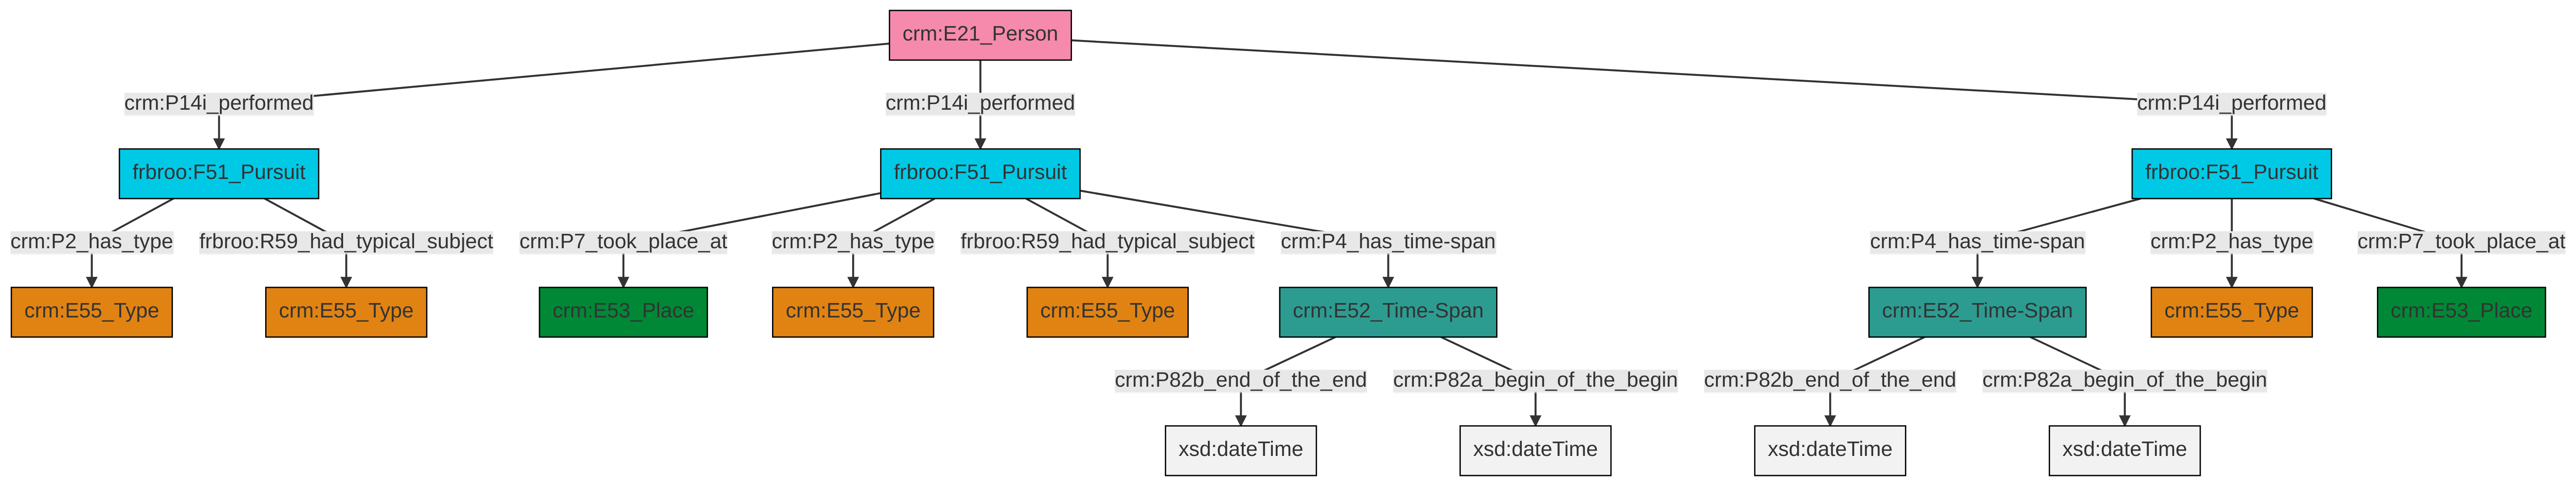 crm:E21_Person
crm:P14i_performed
crm:P14i_performed
crm:P14i_performed
frbroo:F51_Pursuit
frbroo:F51_Pursuit
frbroo:F51_Pursuit
crm:P2_has_type
frbroo:R59_had_typical_subject
crm:P7_took_place_at
crm:P2_has_type
frbroo:R59_had_typical_subject
crm:P4_has_time-span
crm:P4_has_time-span
crm:P2_has_type
crm:P7_took_place_at
crm:E55_Type
crm:E55_Type
crm:E53_Place
crm:E55_Type
crm:E55_Type
crm:E52_Time-Span
crm:E52_Time-Span
crm:E55_Type
crm:E53_Place
crm:P82b_end_of_the_end
crm:P82a_begin_of_the_begin
crm:P82b_end_of_the_end
crm:P82a_begin_of_the_begin
xsd:dateTime
xsd:dateTime
xsd:dateTime
xsd:dateTime